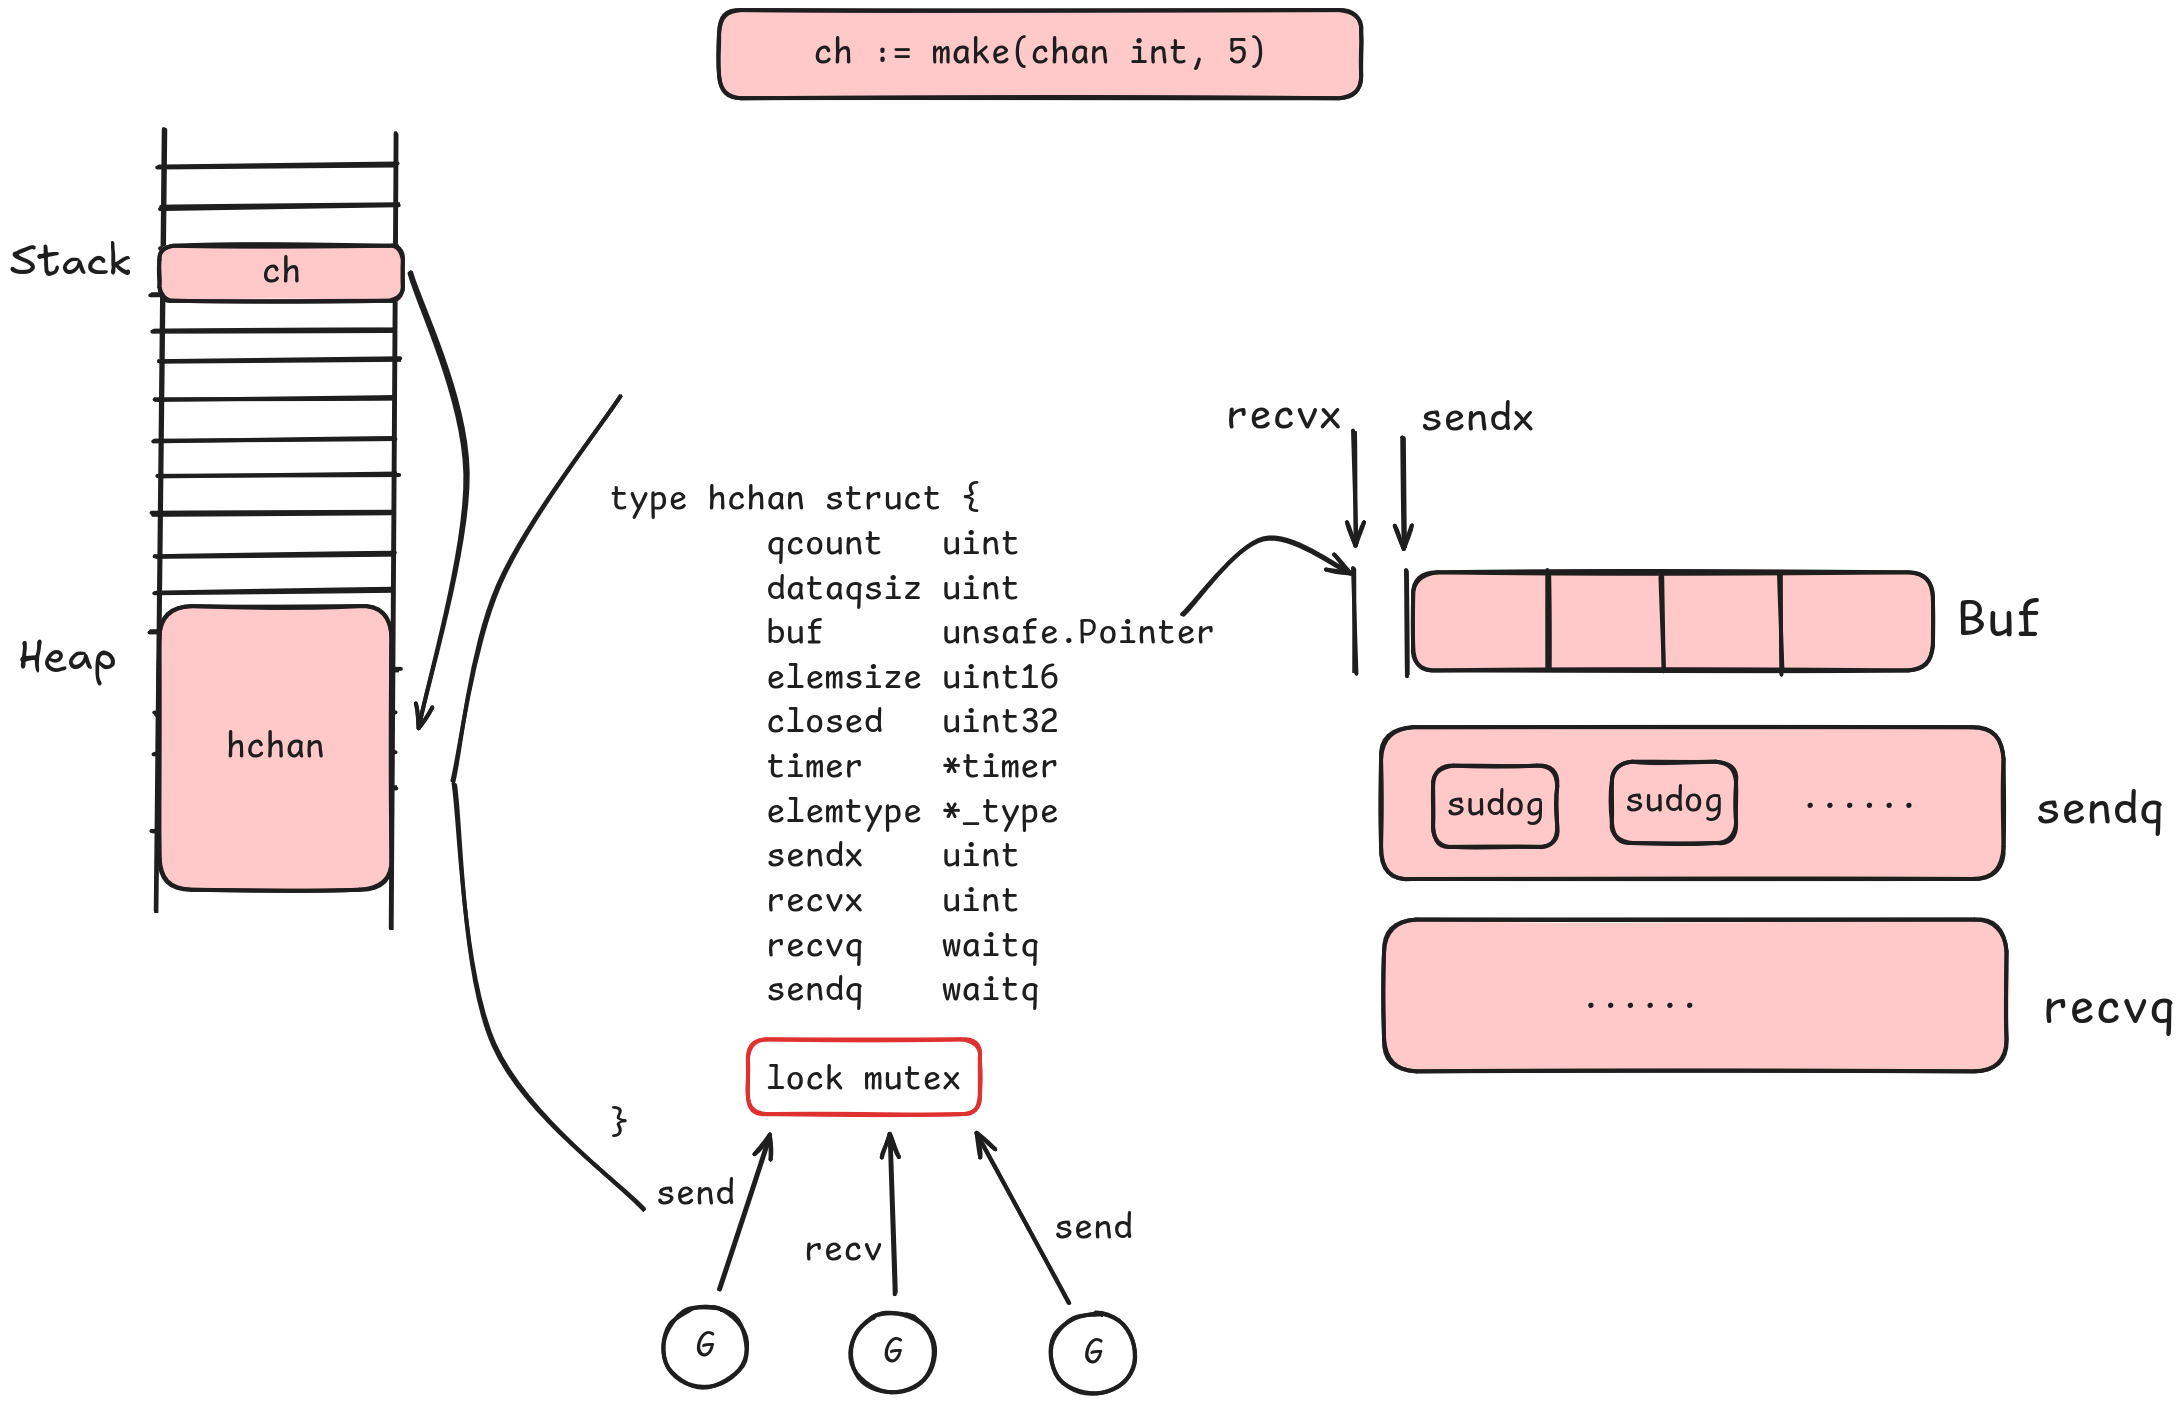 ch := make(chan int, 5)
Stack
ch
Heap
hchan
type hchan struct {
qcount uint
dataqsiz uint
buf unsafe.Pointer
elemsize uint16
closed uint32
timer *timer
elemtype *_type
sendx uint
recvx uint
recvq waitq
sendq waitq
lock mutex
}
send
recv
send
G
G
G
recvx
sendx
Buf
sudog
sudog
......
sendq
......
recvq